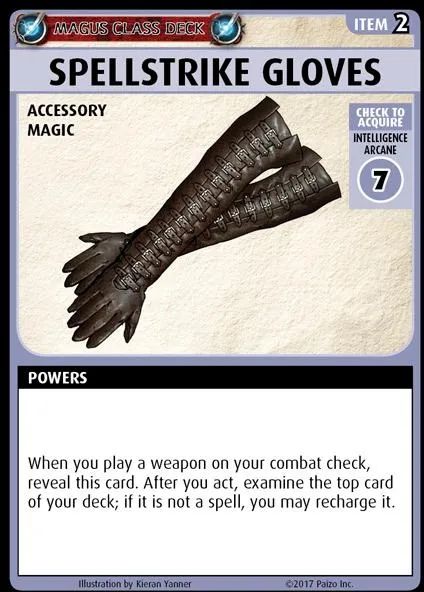 MAGUS CLASS DECK
ITEM 2
SPELLSTRIKE GLOVES
ACCESSORY
MAGIC
CHECK TO
ACQUIRE
INTELLIGENCE
ARCANE
7
POWERS
When you play a weapon on your combat check,
reveal this card. After you act, examine the top card
of your deck; if it is not a spell, you may recharge it.
Illustration by Kieran Yanner
©2017 Paizo Inc.